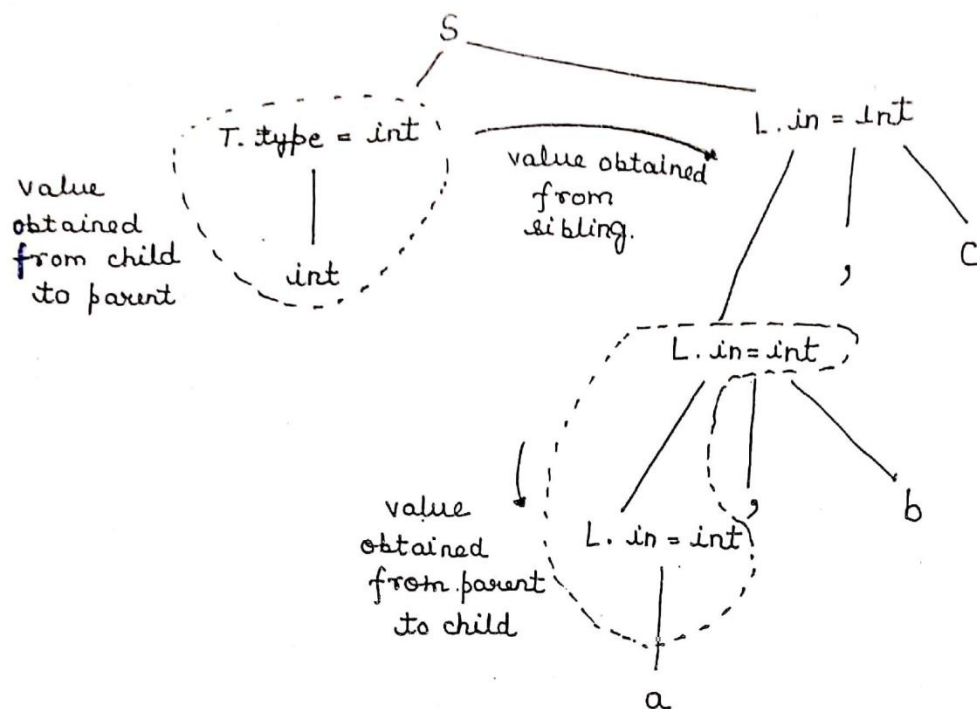 S
T. type = int
L. in = int
value obtained
from
sibling.
value
obtained
from child
to parent
int
,
C
L. in = int
value
obtained
from parent
to child
L. in = int
,
b
a